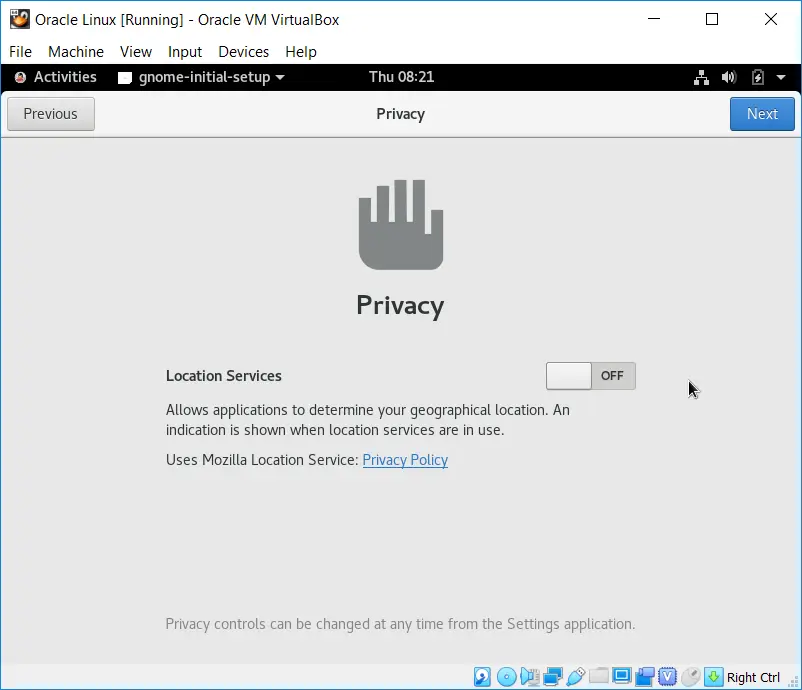 Oracle Linux [Running] - Oracle VM VirtualBox
File Machine View Input Devices Help
Activities gnome-initial-setup Thu 08:21
Previous Privacy Next
Privacy
Location Services OFF
Allows applications to determine your geographical location. An
indication is shown when location services are in use.
Uses Mozilla Location Service: Privacy Policy
Privacy controls can be changed at any time from the Settings application.
V Right Ctrl